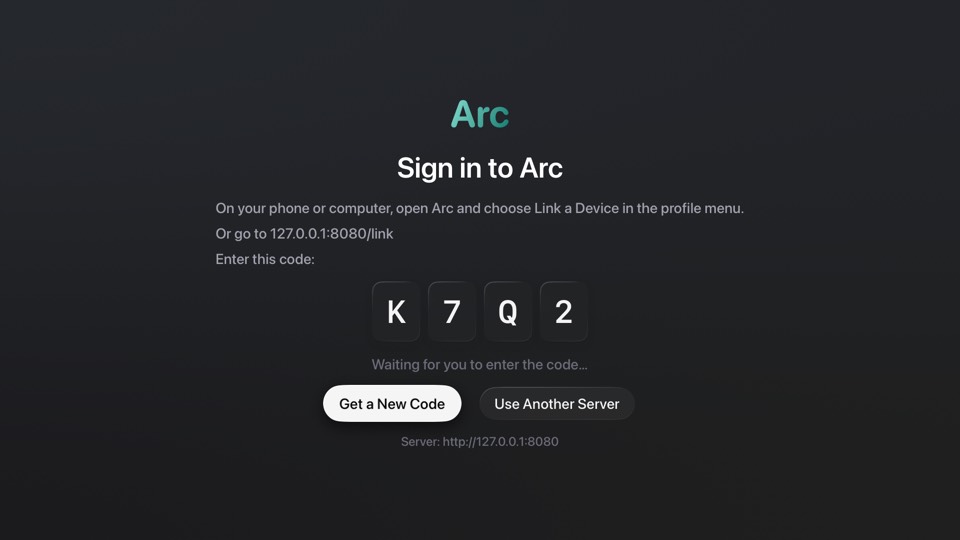 Arc
Sign in to Arc
On your phone or computer, open Arc and choose Link a Device in the profile menu.
Or go to 127.0.0.1:8080/link
Enter this code:
K 7 Q 2
Waiting for you to enter the code...
Get a New Code Use Another Server
Server: http://127.0.0.1:8080